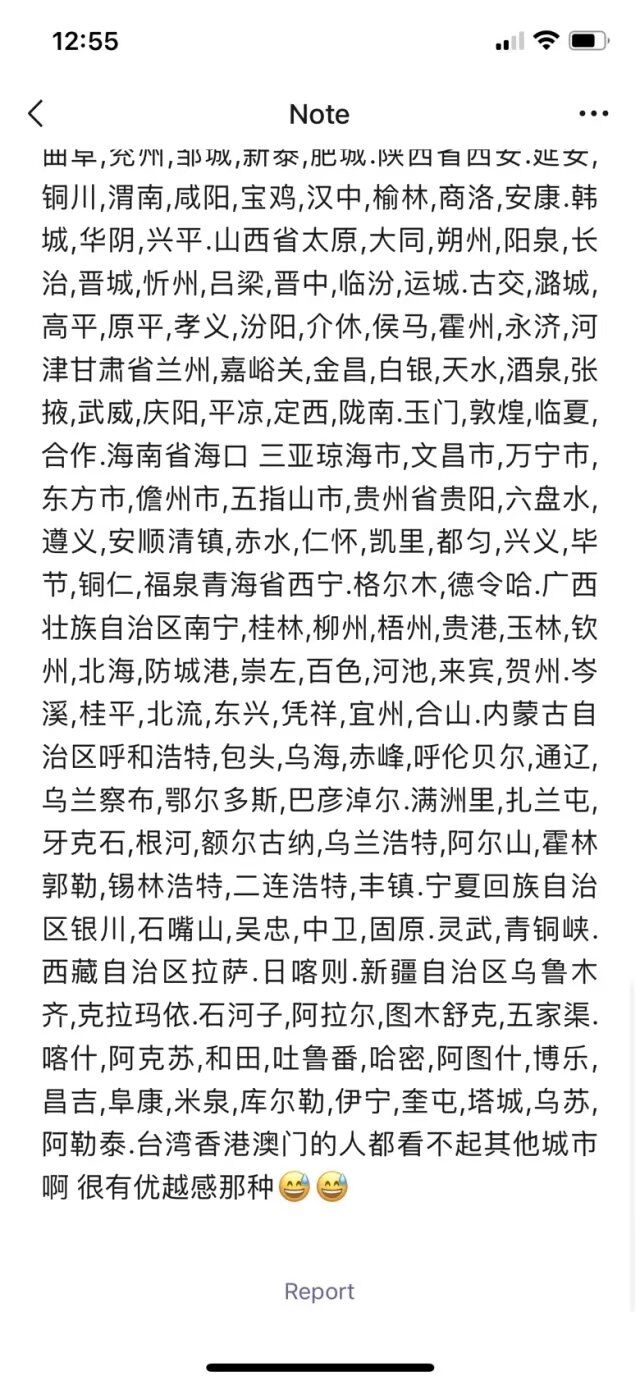 12:55
Note
曲阜,兖州,邹城,新泰,肥城.陕西省西安.延安,
铜川,渭南,咸阳,宝鸡,汉中,榆林,商洛,安康.韩
城,华阴,兴平.山西省太原,大同,朔州,阳泉,长
治,晋城,忻州,吕梁,晋中,临汾,运城.古交,潞城,
高平,原平,孝义,汾阳,介休,侯马,霍州,永济,河
津甘肃省兰州,嘉峪关,金昌,白银,天水,酒泉,张
掖,武威,庆阳,平凉,定西,陇南.玉门,敦煌,临夏,
合作.海南省海口 三亚琼海市,文昌市,万宁市,
东方市,儋州市,五指山市,贵州省贵阳,六盘水,
遵义,安顺清镇,赤水,仁怀,凯里,都匀,兴义,毕
节,铜仁,福泉青海省西宁.格尔木,德令哈.广西
壮族自治区南宁,桂林,柳州,梧州,贵港,玉林,钦
州,北海,防城港,崇左,百色,河池,来宾,贺州.岑
溪,桂平,北流,东兴,凭祥,宜州,合山.内蒙古自
治区呼和浩特,包头,乌海,赤峰,呼伦贝尔,通辽,
乌兰察布,鄂尔多斯,巴彦淖尔.满洲里,扎兰屯,
牙克石,根河,额尔古纳,乌兰浩特,阿尔山,霍林
郭勒,锡林浩特,二连浩特,丰镇.宁夏回族自治
区银川,石嘴山,吴忠,中卫,固原.灵武,青铜峡.
西藏自治区拉萨.日喀则.新疆自治区乌鲁木
齐,克拉玛依.石河子,阿拉尔,图木舒克,五家渠.
喀什,阿克苏,和田,吐鲁番,哈密,阿图什,博乐,
昌吉,阜康,米泉,库尔勒,伊宁,奎屯,塔城,乌苏,
阿勒泰.台湾香港澳门的人都看不起其他城市
啊 很有优越感那种😅😅
Report